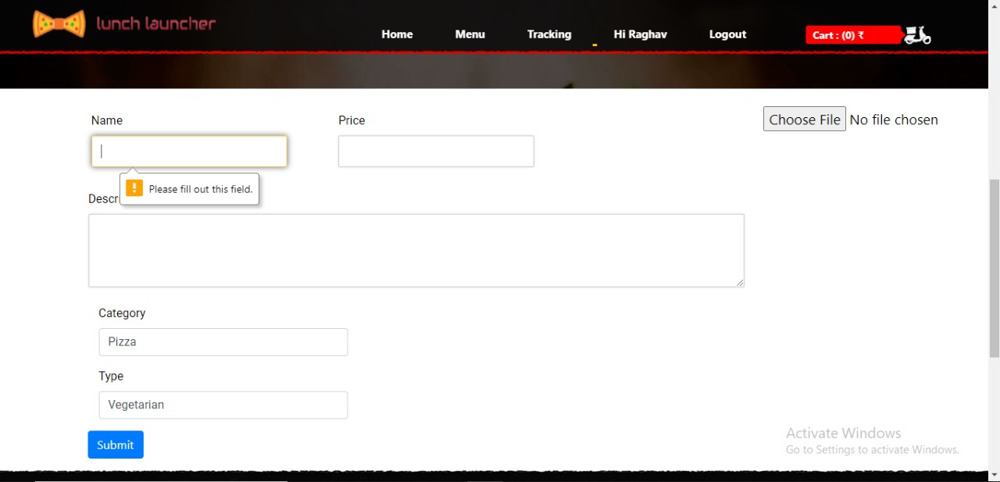 lunch launcher
Home Menu Tracking Hi Raghav Logout Cart : (0) ₹
Name Price Choose File No file chosen
Please fill out this field.
Descr
Category
Pizza
Type
Vegetarian
Submit
Activate Windows
Go to Settings to activate Windows.